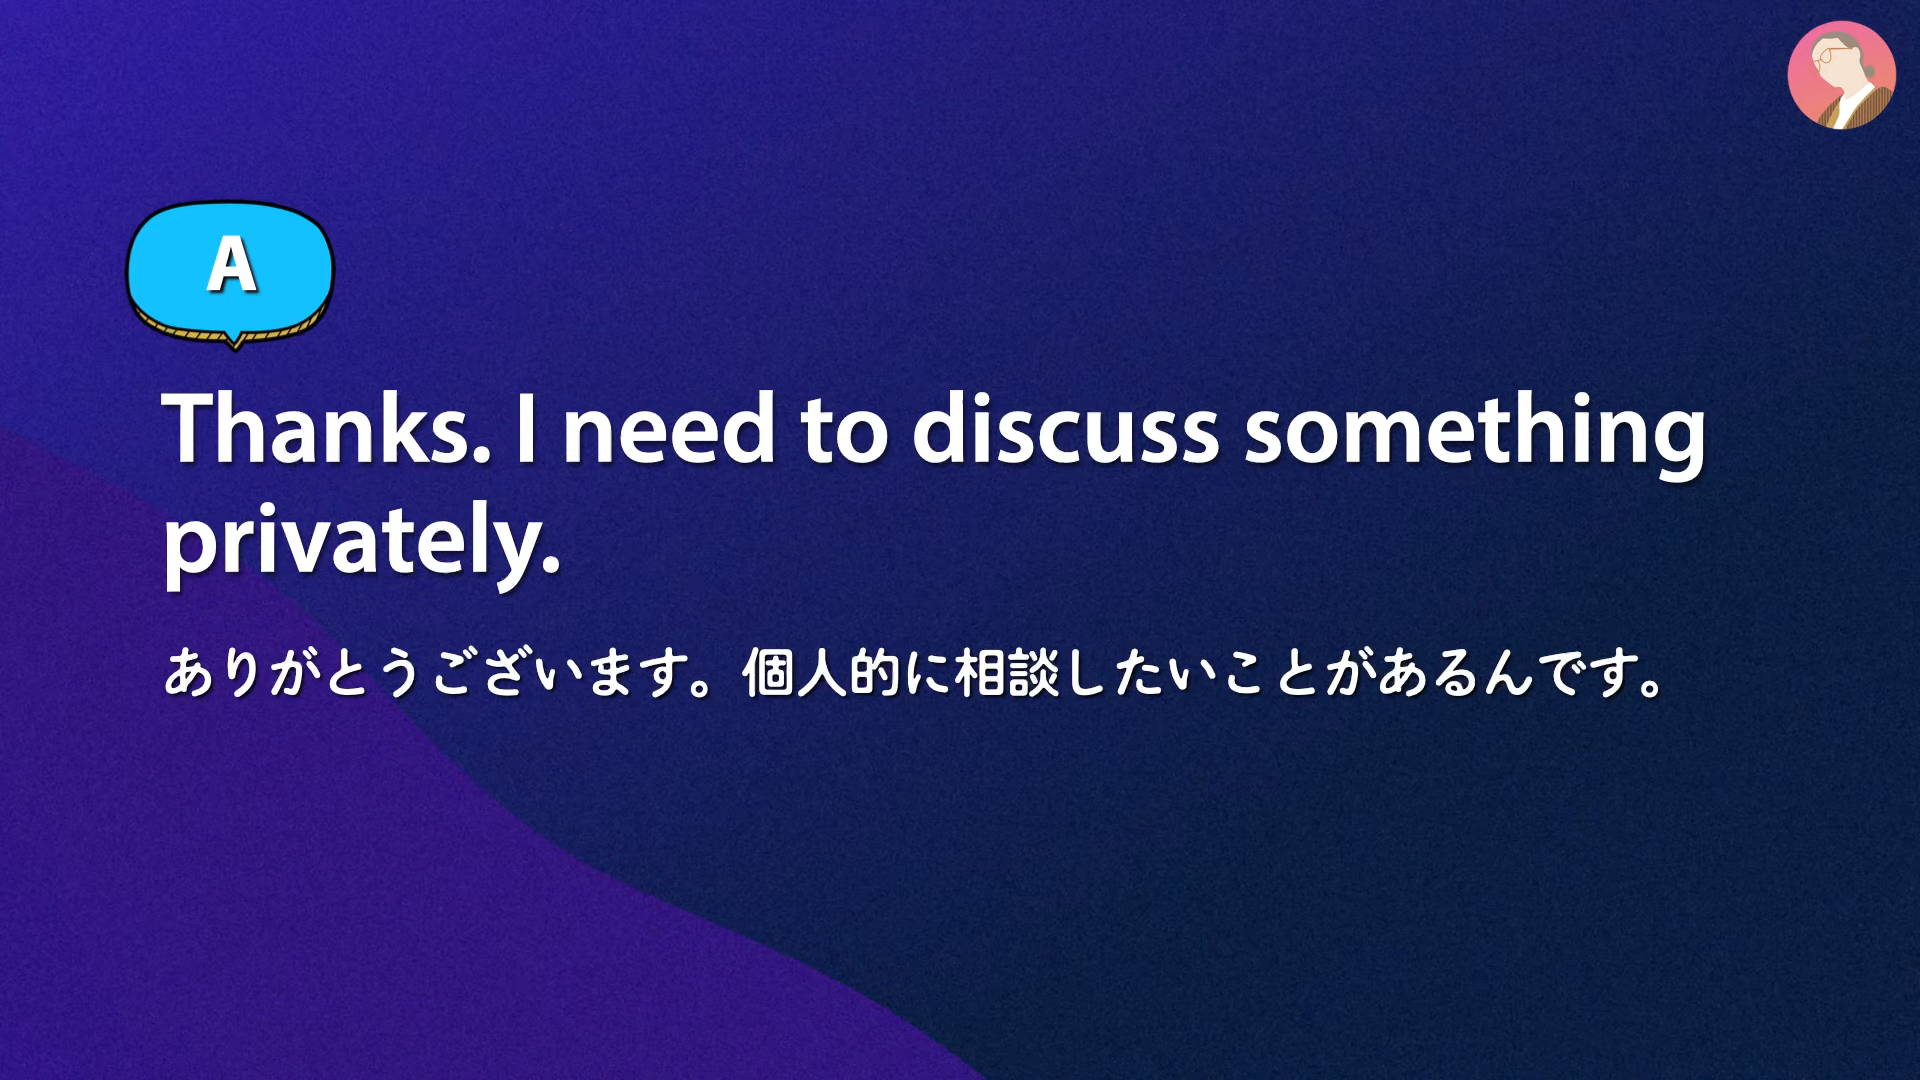 A
Thanks. I need to discuss something
privately.
ありがとうございます。個人的に相談したいことがあるんです。